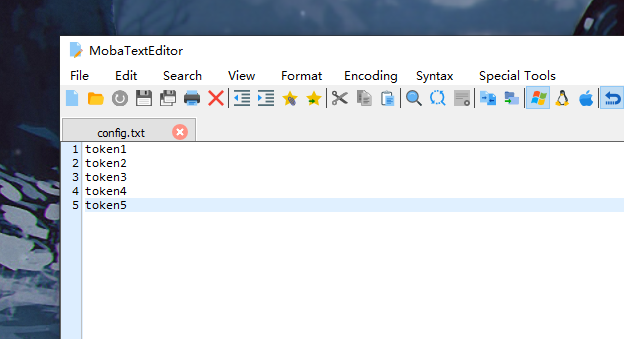 MobaTextEditor
File Edit Search View Format Encoding Syntax Special Tools
config.txt
1 token1
2 token2
3 token3
4 token4
5 token5